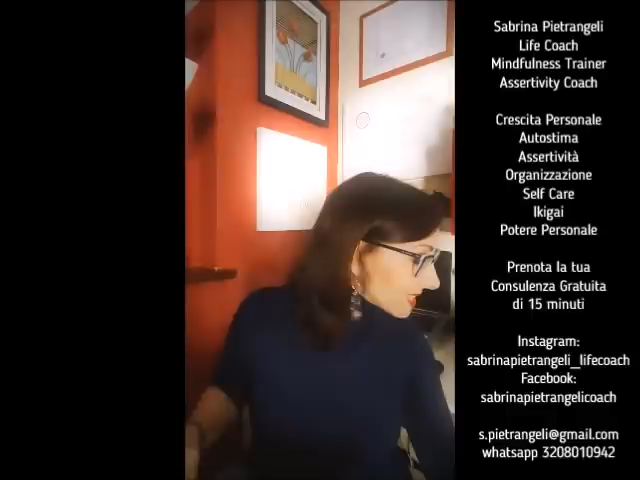 Sabrina Pietrangeli
Life Coach
Mindfulness Trainer
Assertivity Coach
Crescita Personale
Autostima
Assertività
Organizzazione
Self Care
Ikigai
Potere Personale
Prenota la tua
Consulenza Gratuita
di 15 minuti
Instagram:
sabrinapietrangeli_lifecoach
Facebook:
sabrinapietrangelicoach
s.pietrangeli@gmail.com
whatsapp 3208010942